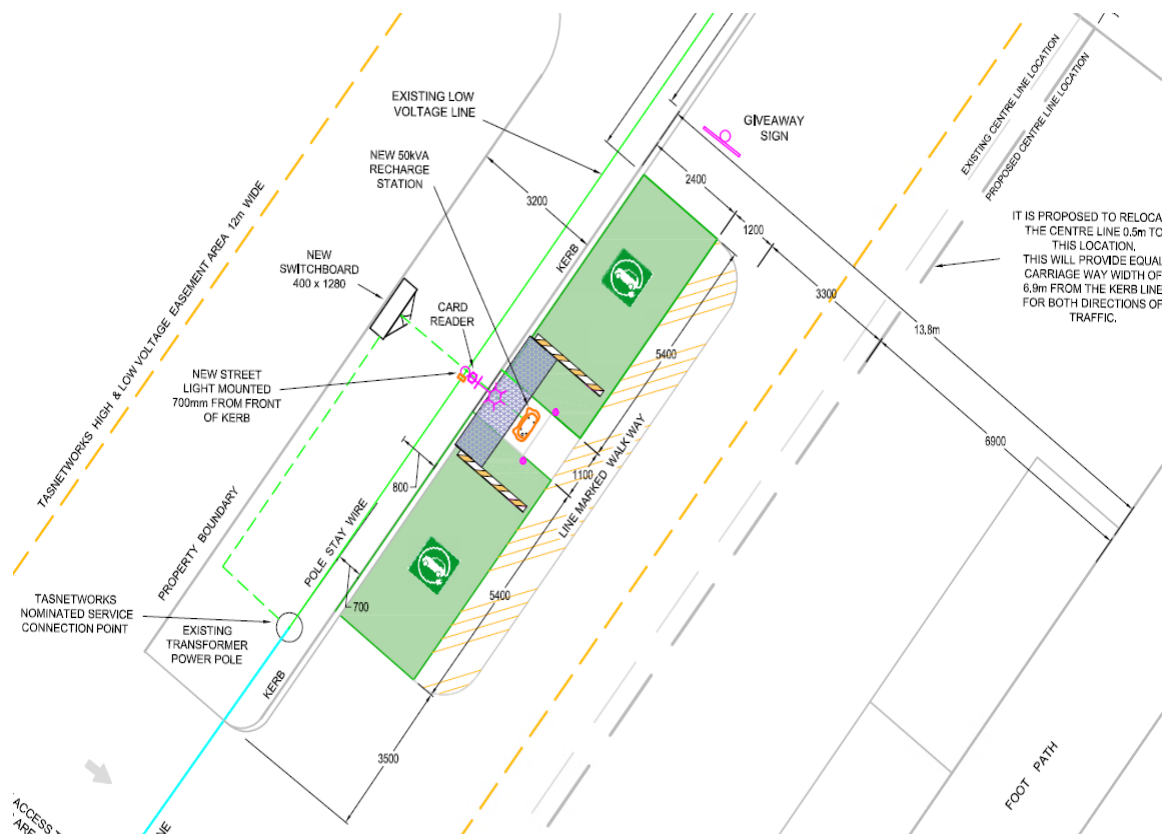 EXISTING LOW
VOLTAGE LINE
GIVEAWAY
SIGN
EXISTING CENTRE LINE LOCATION
PROPOSED CENTRE LINE LOCATION
NEW 50kVA
RECHARGE
STATION
2400
1200
3200
3300
13,8m
6900
KERB
IT IS PROPOSED TO RELOCA
THE CENTRE LINE 0.5m TO
THIS LOCATION.
THIS WILL PROVIDE EQUAL
CARRIAGE WAY WIDTH OF
6,9m FROM THE KERB LINE
FOR BOTH DIRECTIONS OF
TRAFFIC.
TASNETWORKS HIGH & LOW VOLTAGE EASEMENT AREA 12m WIDE
NEW
SWITCHBOARD
400 x 1280
CARD
READER
NEW STREET
LIGHT MOUNTED
700mm FROM FRONT
OF KERB
5400
1100
5400
LINE MARKED WALK WAY
800
700
POLE STAY WIRE
PROPERTY BOUNDARY
TASNETWORKS
NOMINATED SERVICE
CONNECTION POINT
EXISTING
TRANSFORMER
POWER POLE
KERB
3500
FOOT PATH
ACCESS
ARE
NE